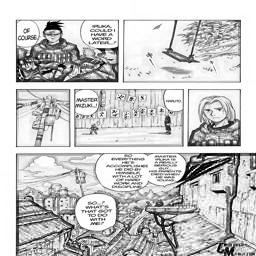 IRUKA,
COULD I
HAVE A
WORD
LATER...?
OF
COURSE
MASTER
MIZUKI...!
NARUTO,
MASTER
IRUKA IS
A REALLY
SERIOUS
GUY.
HIS PARENTS
DIED WHEN
HE WAS
YOUNG.
SO
EVERYTHING
HE'S
ACCOMPLISHED
HE DID BY
HIMSELF,
WITH A LOT
OF HARD
WORK AND
DISCIPLINE.
SO...?
WHAT'S
THAT GOT
TO DO
WITH
ME?